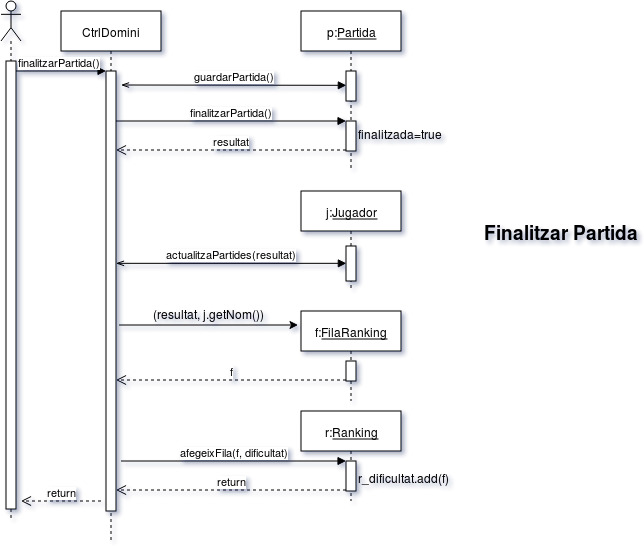 CtrlDomini
p:Partida
finalitzarPartida()
guardarPartida()
finalitzarPartida()
finalitzada=true
resultat
j:Jugador
Finalitzar Partida
actualitzaPartides(resultat)
(resultat, j.getNom())
f:FilaRanking
f
r:Ranking
afegeixFila(f, dificultat)
r_dificultat.add(f)
return
return